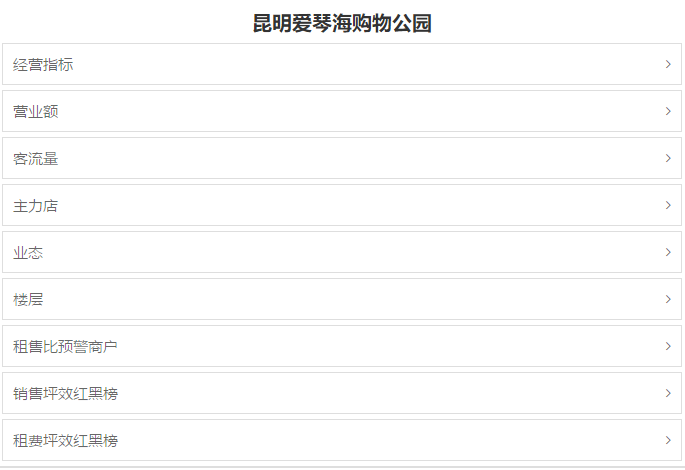 昆明爱琴海购物公园
经营指标
营业额
客流量
主力店
业态
楼层
租售比预警商户
销售坪效红黑榜
租费坪效红黑榜